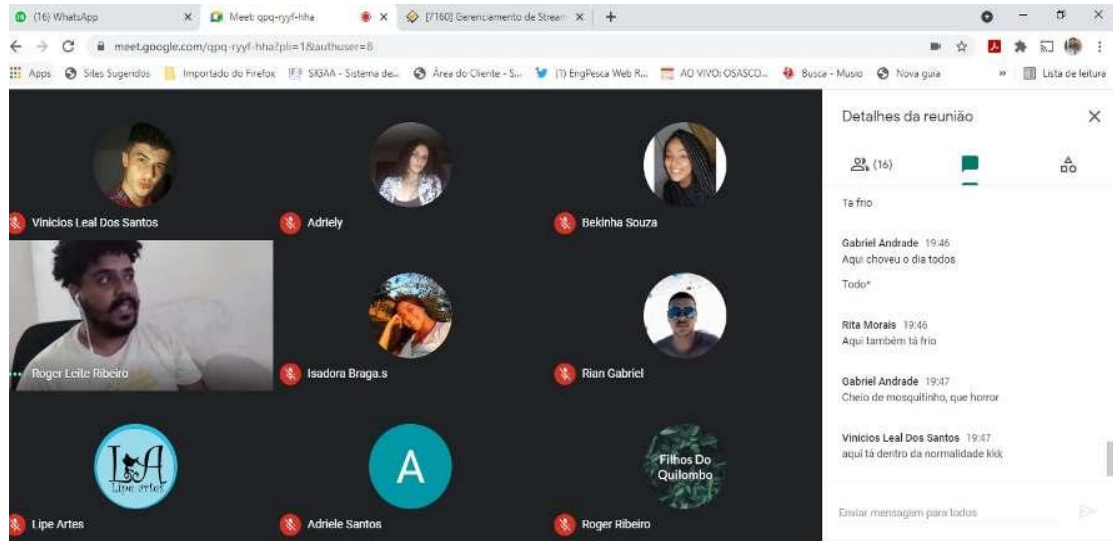 (16) WhatsApp
Meet: qpq-ryyf-hha
[7160] Gerenciamento de Stream
meet.google.com/qpq-ryyf-hha?pli=1&authuser=8
Apps
Sites Sugeridos
Importado do Firefox
SIGAA - Sistema de...
Área do Cliente - S...
(1) EngPesca Web R...
AO VIVO: OSASCO...
Busca - Musio
Nova guia
»
Lista de leitura
Vinicios Leal Dos Santos
Adriely
Bekinha Souza
Roger Leite Ribeiro
Isadora Braga.s
Rian Gabriel
LA
Lipe artes
Lipe Artes
A
Adriele Santos
Filhos Do
Quilombo
Roger Ribeiro
Detalhes da reunião
(16)
Ta frio
Gabriel Andrade 19:46
Aqui choveu o dia todos
Todo*
Rita Morais 19:46
Aqui também tá frio
Gabriel Andrade 19:47
Cheio de mosquitinho, que horror
Vinicios Leal Dos Santos 19:47
aqui tá dentro da normalidade kkk
Enviar mensagem para todos